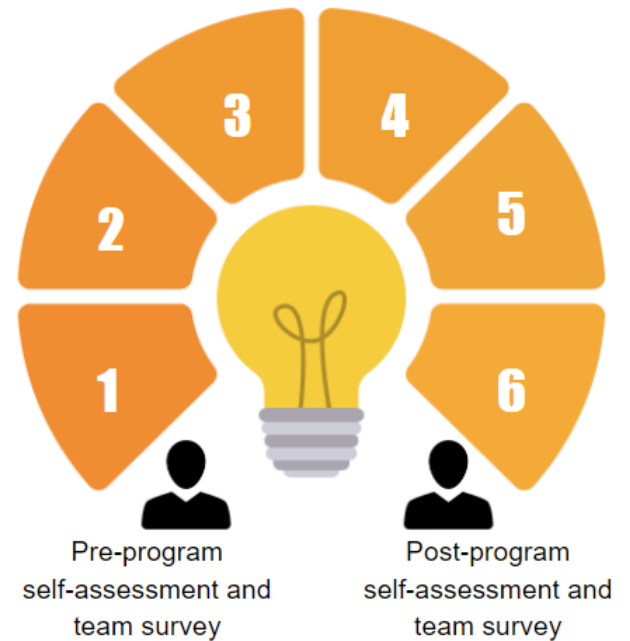 1
2
3
4
5
6
Pre-program
self-assessment and
team survey
Post-program
self-assessment and
team survey